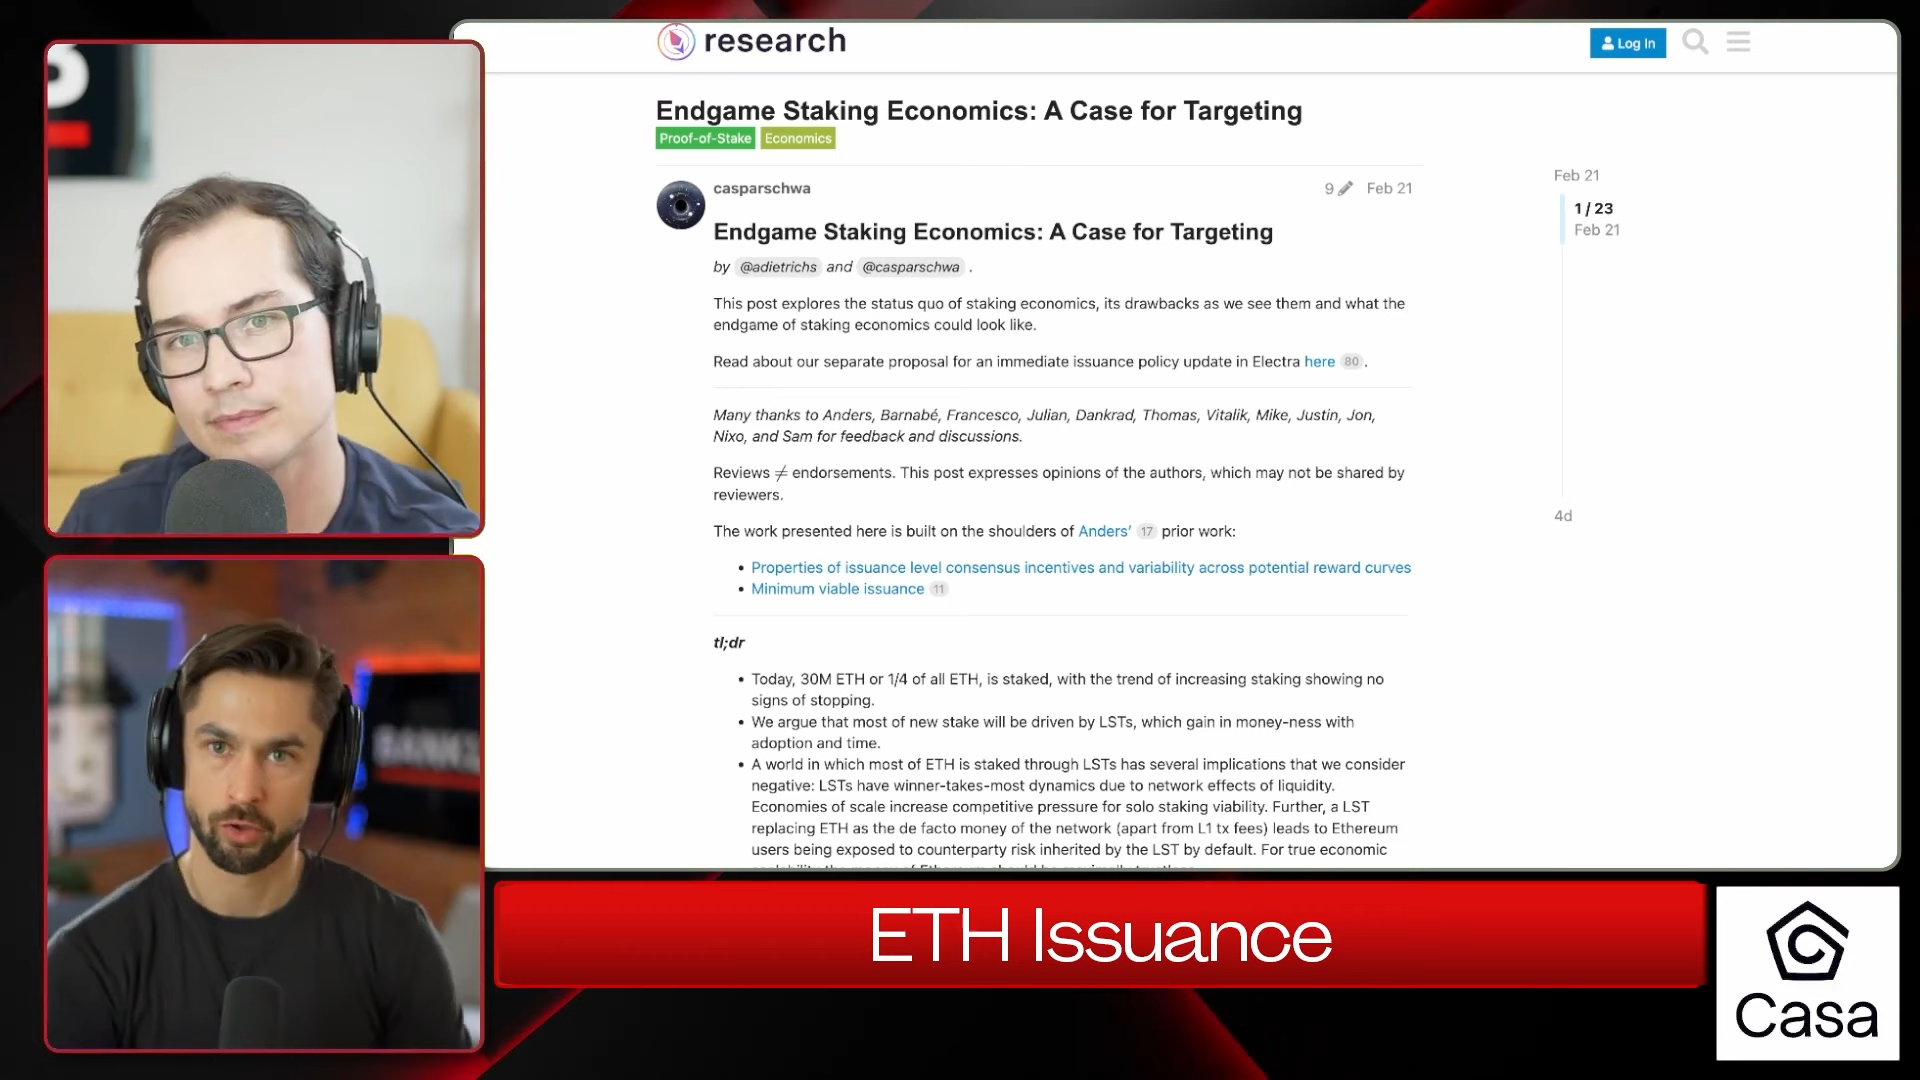 research
Log In
Endgame Staking Economics: A Case for Targeting
Proof-of-Stake Economics
casparschwa
9 Feb 21
Endgame Staking Economics: A Case for Targeting
by @adietrichs and @casparschwa .
This post explores the status quo of staking economics, its drawbacks as we see them and what the
endgame of staking economics could look like.
Read about our separate proposal for an immediate issuance policy update in Electra here 80 .
Many thanks to Anders, Barnabé, Francesco, Julian, Dankrad, Thomas, Vitalik, Mike, Justin, Jon,
Nixo, and Sam for feedback and discussions.
Reviews ≠ endorsements. This post expresses opinions of the authors, which may not be shared by
reviewers.
The work presented here is built on the shoulders of Anders’ 17 prior work:
• Properties of issuance level consensus incentives and variability across potential reward curves
• Minimum viable issuance 11
tl;dr
• Today, 30M ETH or 1/4 of all ETH, is staked, with the trend of increasing staking showing no
signs of stopping.
• We argue that most of new stake will be driven by LSTs, which gain in money-ness with
adoption and time.
• A world in which most of ETH is staked through LSTs has several implications that we consider
negative: LSTs have winner-takes-most dynamics due to network effects of liquidity.
Economies of scale increase competitive pressure for solo staking viability. Further, a LST
replacing ETH as the de facto money of the network (apart from L1 tx fees) leads to Ethereum
users being exposed to counterparty risk inherited by the LST by default. For true economic
Feb 21
1 / 23
Feb 21
4d
BANKS
ETH Issuance
Casa